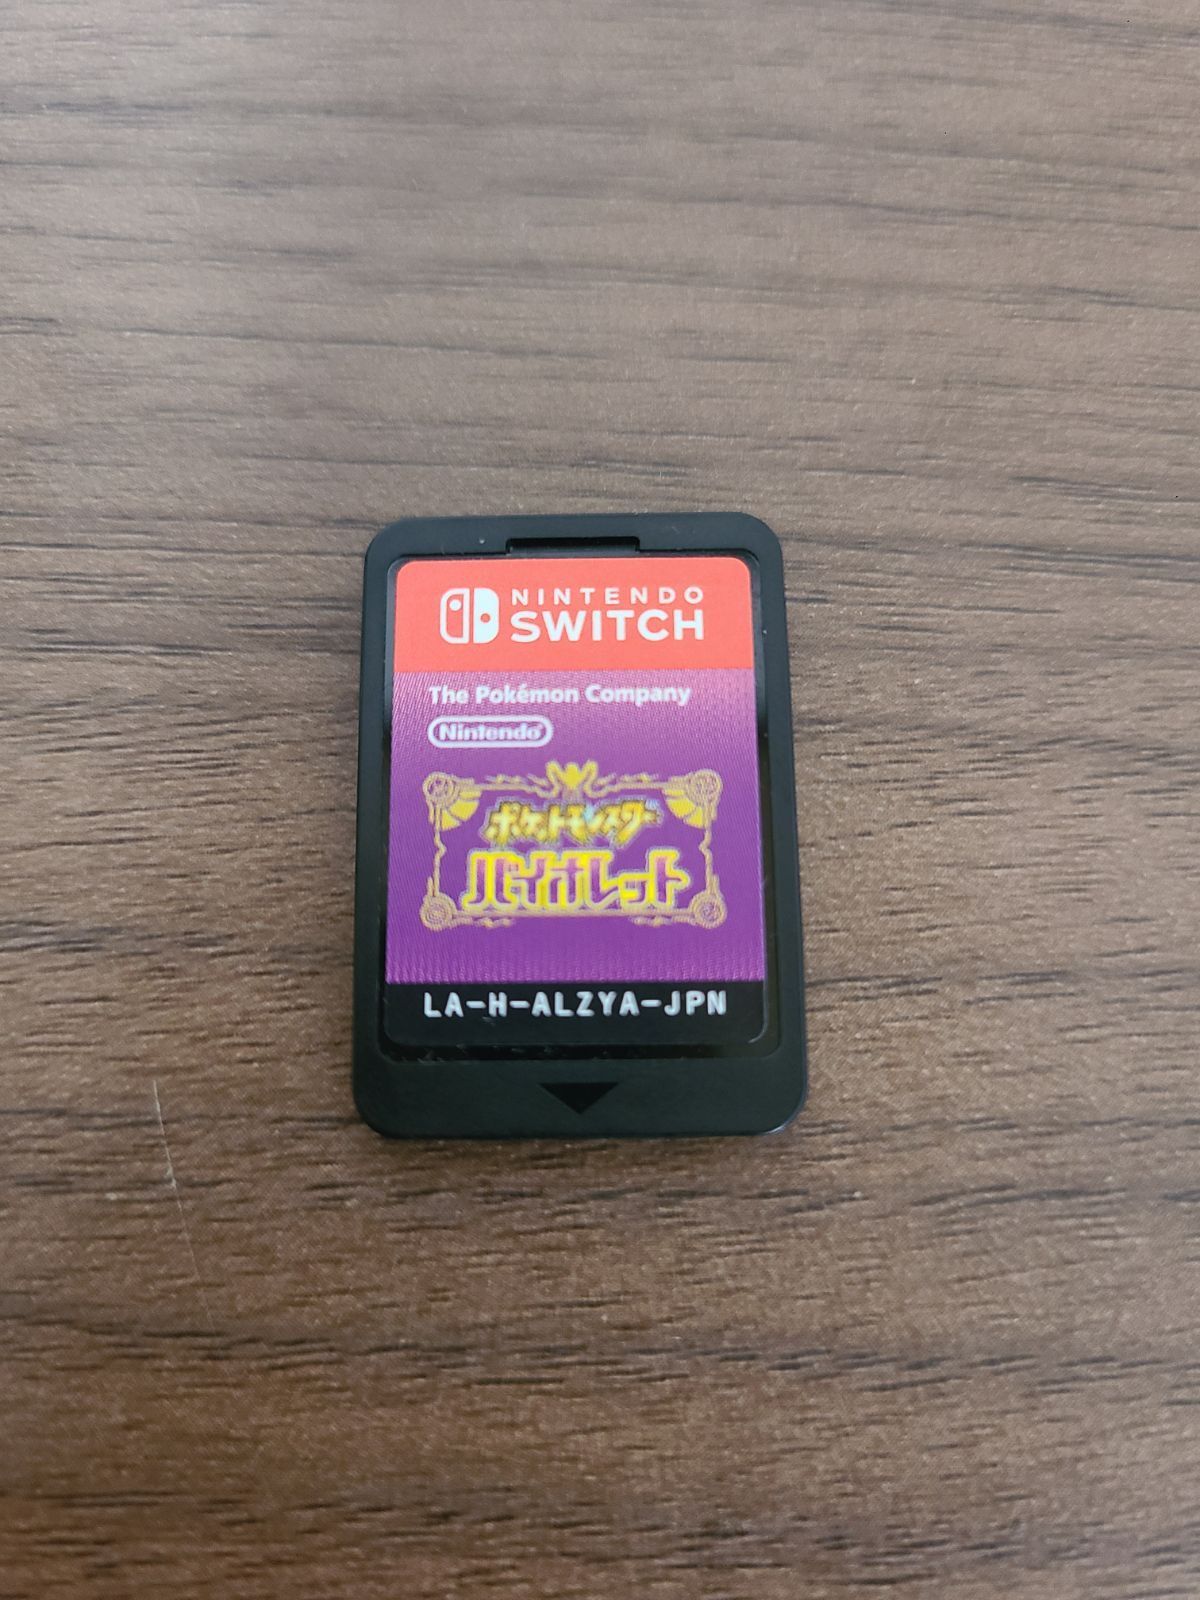 NINTENDO
SWITCH
The Pokémon Company
Nintendo
ポケットモンスター
バイオレット
LA-H-ALZYA-JPN